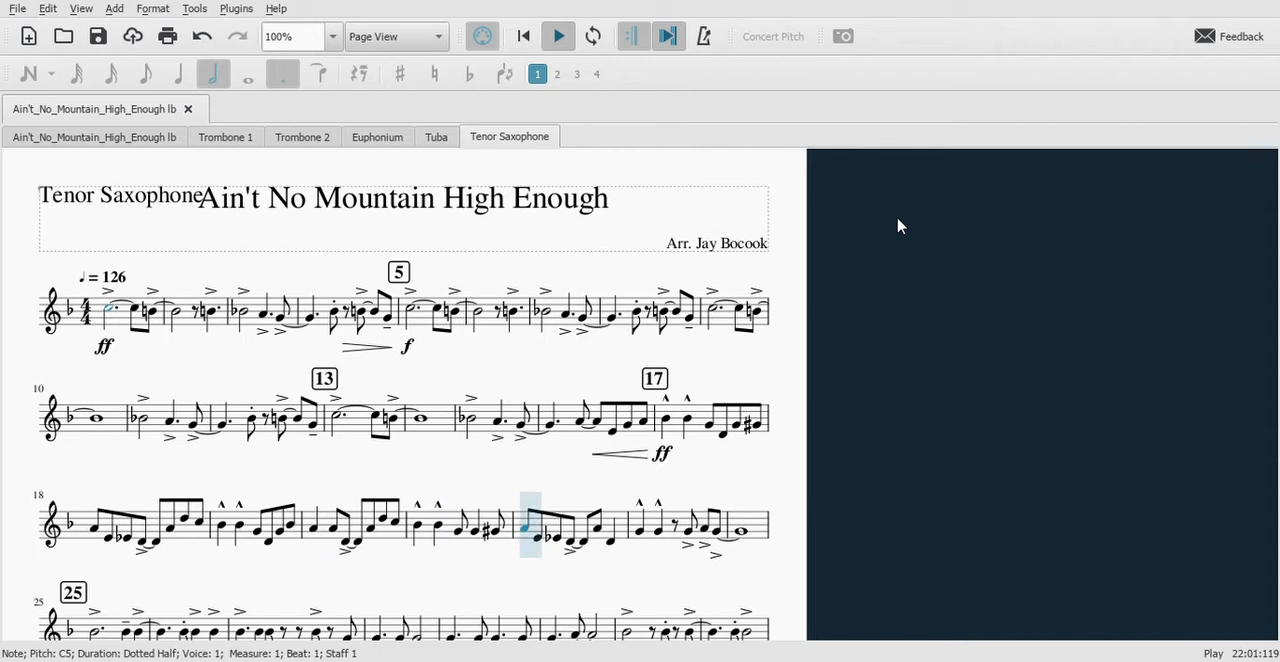 File Edit View Add Format Tools Plugins Help
100% Page View Concert Pitch Feedback
1 2 3 4
Ain't_No_Mountain_High_Enough lb
Ain't_No_Mountain_High_Enough lb Trombone 1 Trombone 2 Euphonium Tuba Tenor Saxophone
Tenor Saxophone Ain't No Mountain High Enough
Arr. Jay Bocook
♩ = 126 5
ff f
10 13 17
ff
18
25
25
Note; Pitch: C5; Duration: Dotted Half; Voice: 1; Measure: 1; Beat: 1; Staff 1 Play 22:01:119